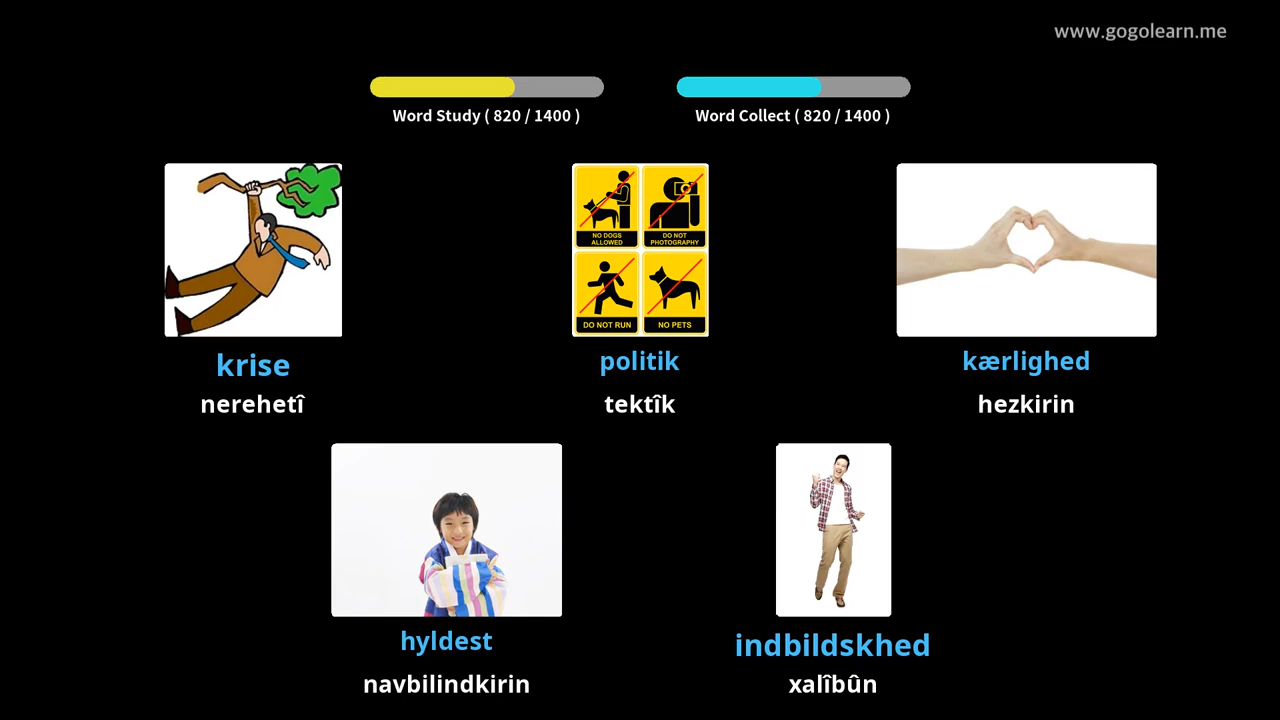 www.gogolearn.me
Word Study ( 820 / 1400 )
Word Collect ( 820 / 1400 )
NO DOGS
ALLOWED
DO NOT
PHOTOGRAPHY
DO NOT RUN
NO PETS
krise
nerehetî
politik
tektîk
kærlighed
hezkirin
hyldest
navbilindkirin
indbildskhed
xalîbûn